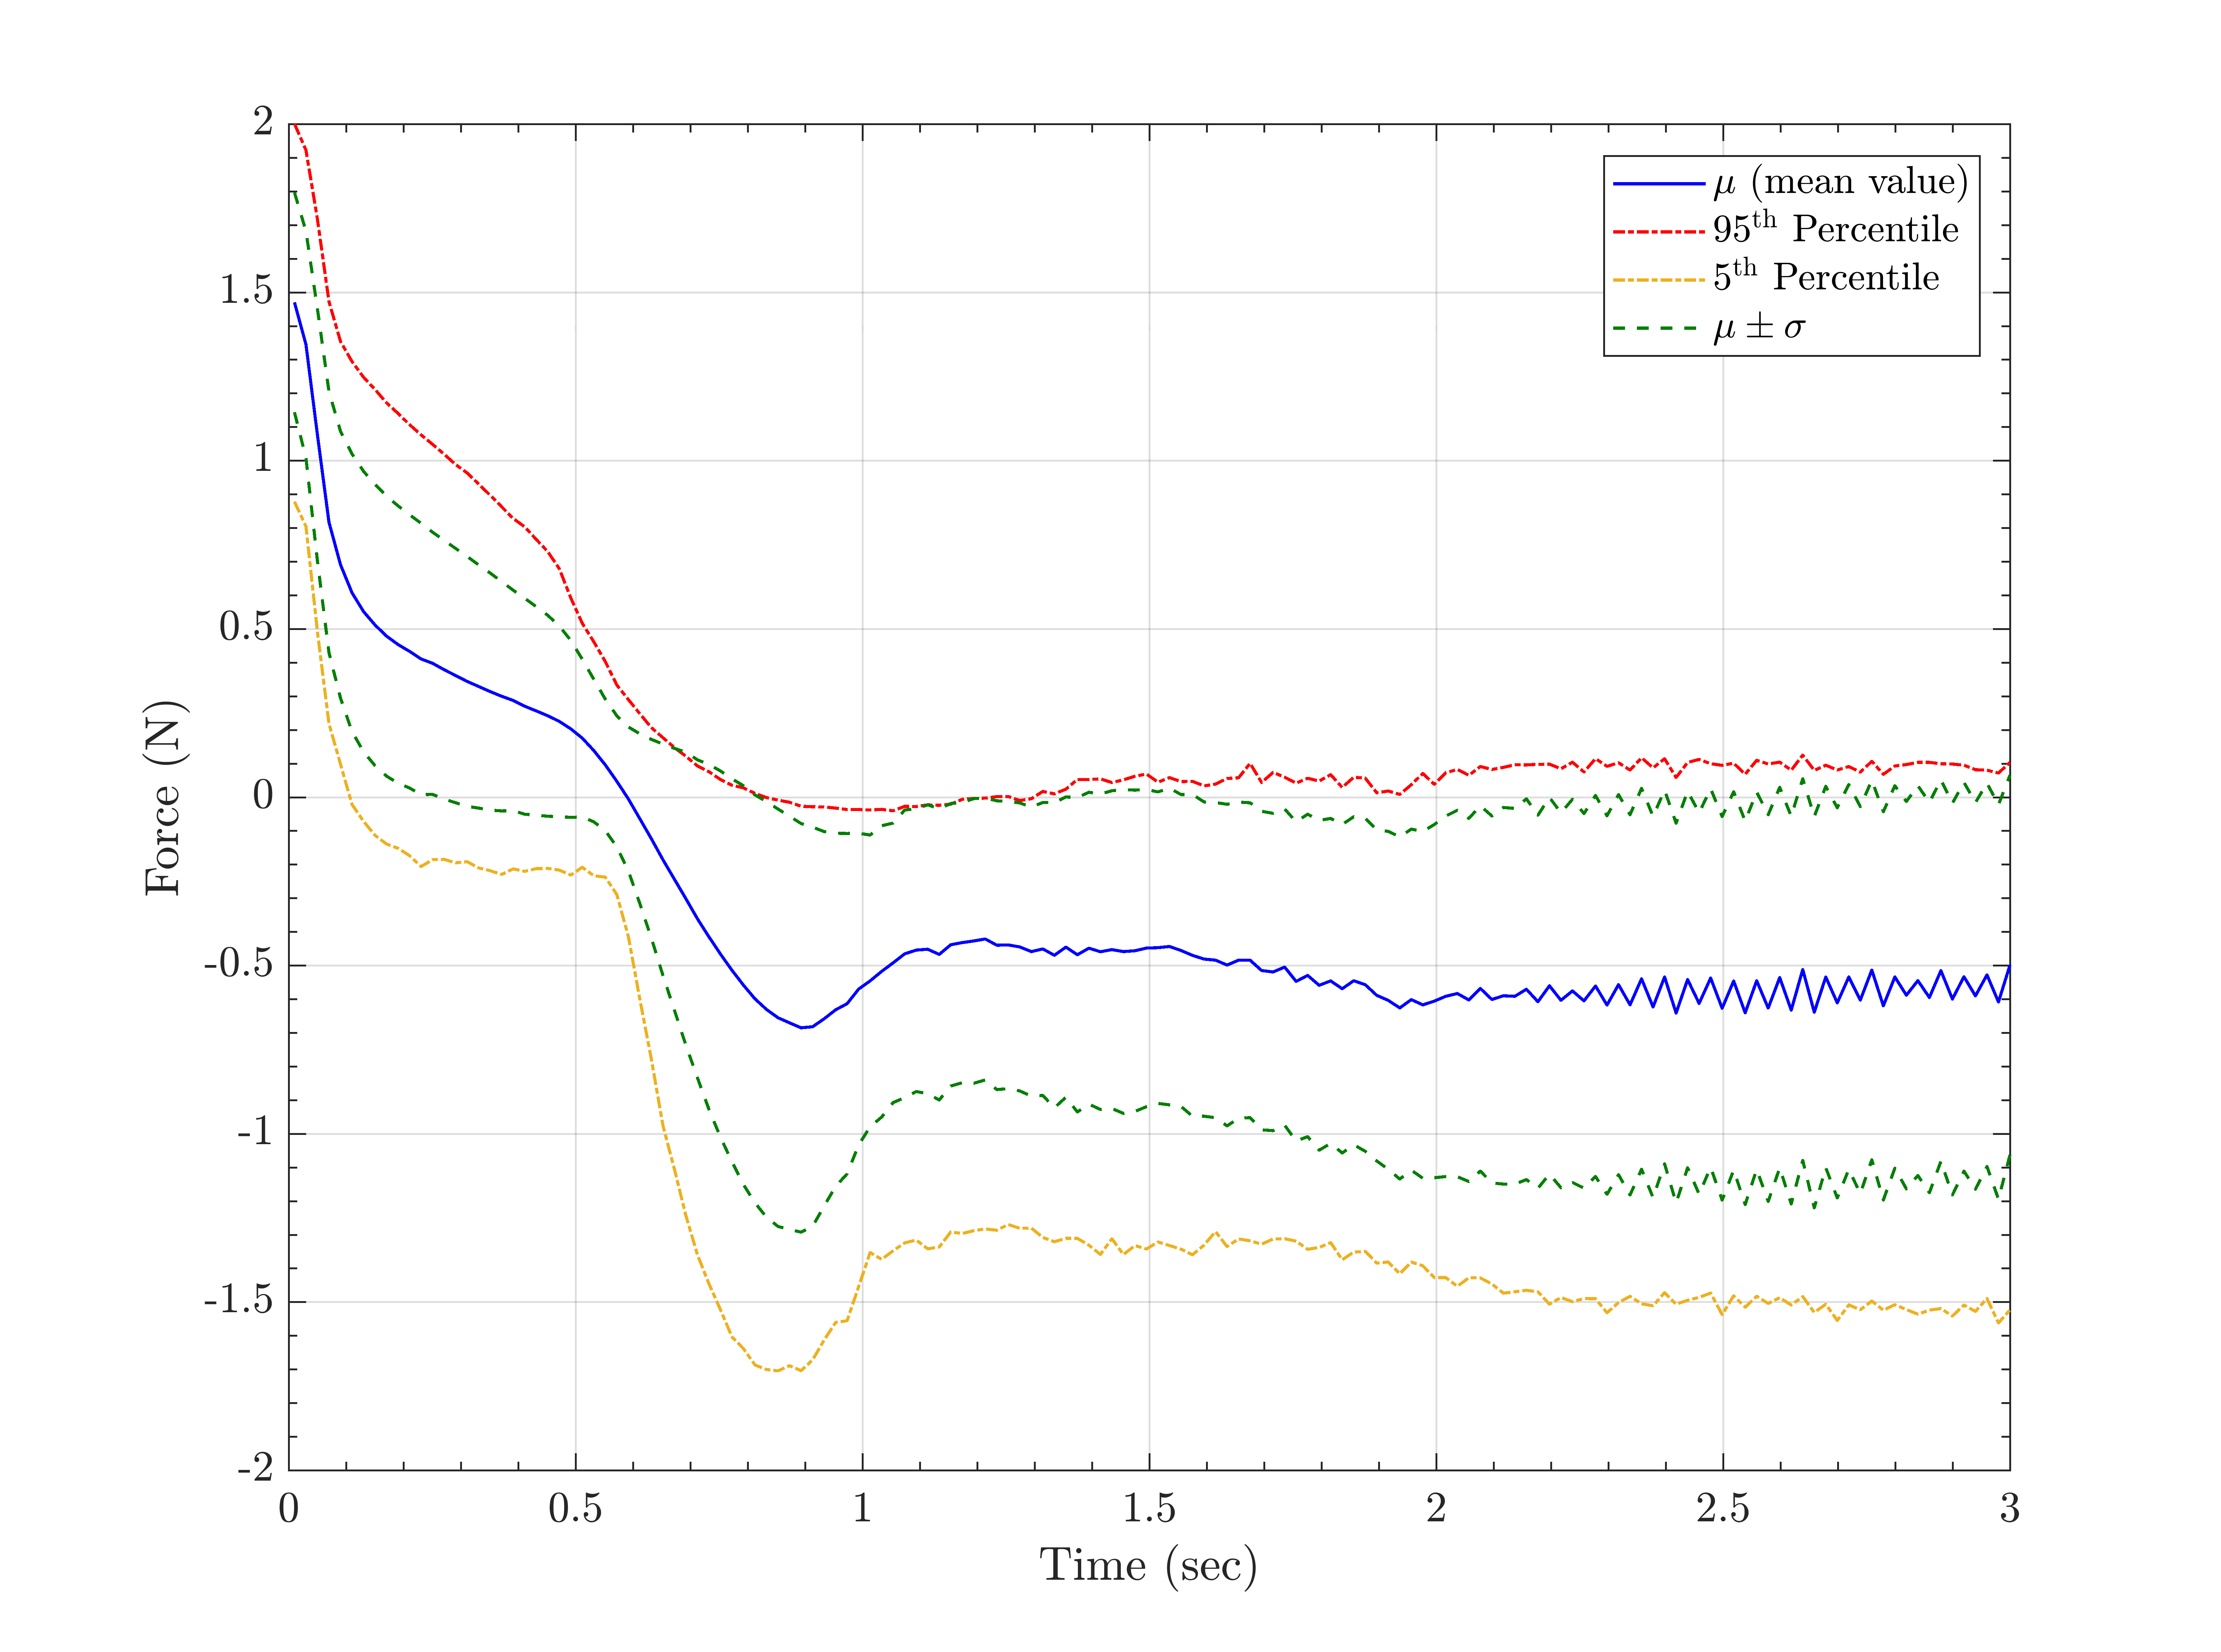 2
1.5
1
0.5
0
-0.5
-1
-1.5
-2
Force (N)
0 0.5 1 1.5 2 2.5 3
Time (sec)
μ (mean value)
95th Percentile
5th Percentile
μ ± σ